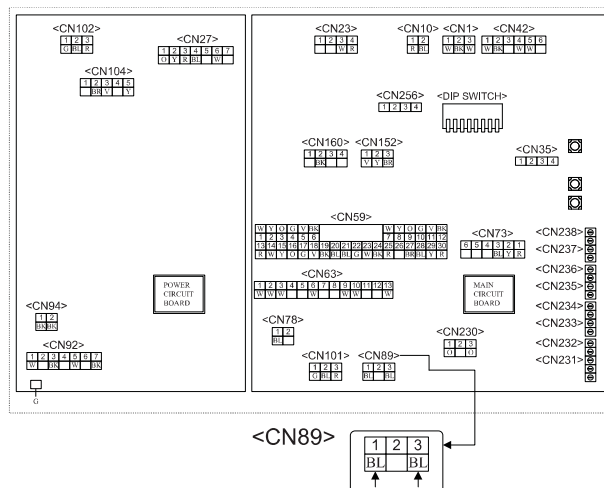 <CN102>
1 2 3
G BL R
<CN27>
1 2 3 4 5 6 7
O Y R BL W
<CN104>
1 2 3 4 5
BR V Y
POWER
CIRCUIT
BOARD
<CN94>
1 2
BK BK
<CN92>
1 2 3 4 5 6 7
W BK W BK
G
<CN23>
1 2 3 4
W R
<CN10>
1 2
R BL
<CN1>
1 2 3
W BK W
<CN42>
1 2 3 4 5 6
BK W W W
<CN256>
1 2 3 4
<DIP SWITCH>
<CN160>
1 2 3 4
BK
<CN152>
1 2 3
V Y BR
<CN35>
1 2 3 4
<CN59>
W Y O G V BK W Y O G V BK
1 2 3 4 5 6 7 8 9 10 11 12
13 14 15 16 17 18 19 20 21 22 23 24 25 26 27 28 29 30
R W Y O G V BK BL BL G W BK R BR BL Y R
<CN73>
6 5 4 3 2 1
BL Y R
<CN238>
<CN237>
<CN236>
<CN235>
<CN234>
<CN233>
<CN232>
<CN231>
<CN63>
1 2 3 4 5 6 7 8 9 10 11 12 13
W W W W W W W
MAIN
CIRCUIT
BOARD
<CN78>
1 2
BL
<CN230>
1 2 3
O O
<CN101>
1 2 3
G BL R
<CN89>
1 2 3
BL BL
<CN89>
1 2 3
BL BL